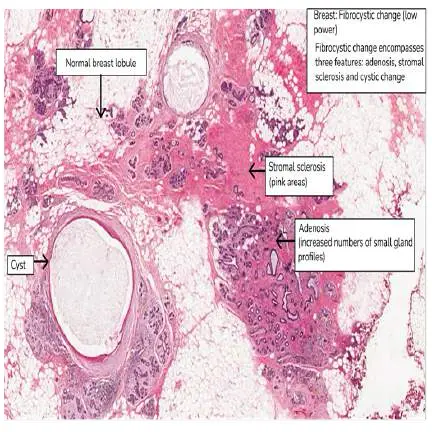 Breast: Fibrocystic change (low
power)
Fibrocystic change encompasses
three features: adenosis, stromal
sclerosis and cystic change
Normal breast lobule
Stromal sclerosis
(pink areas)
Adenosis
(increased numbers of small gland
profiles)
Cyst